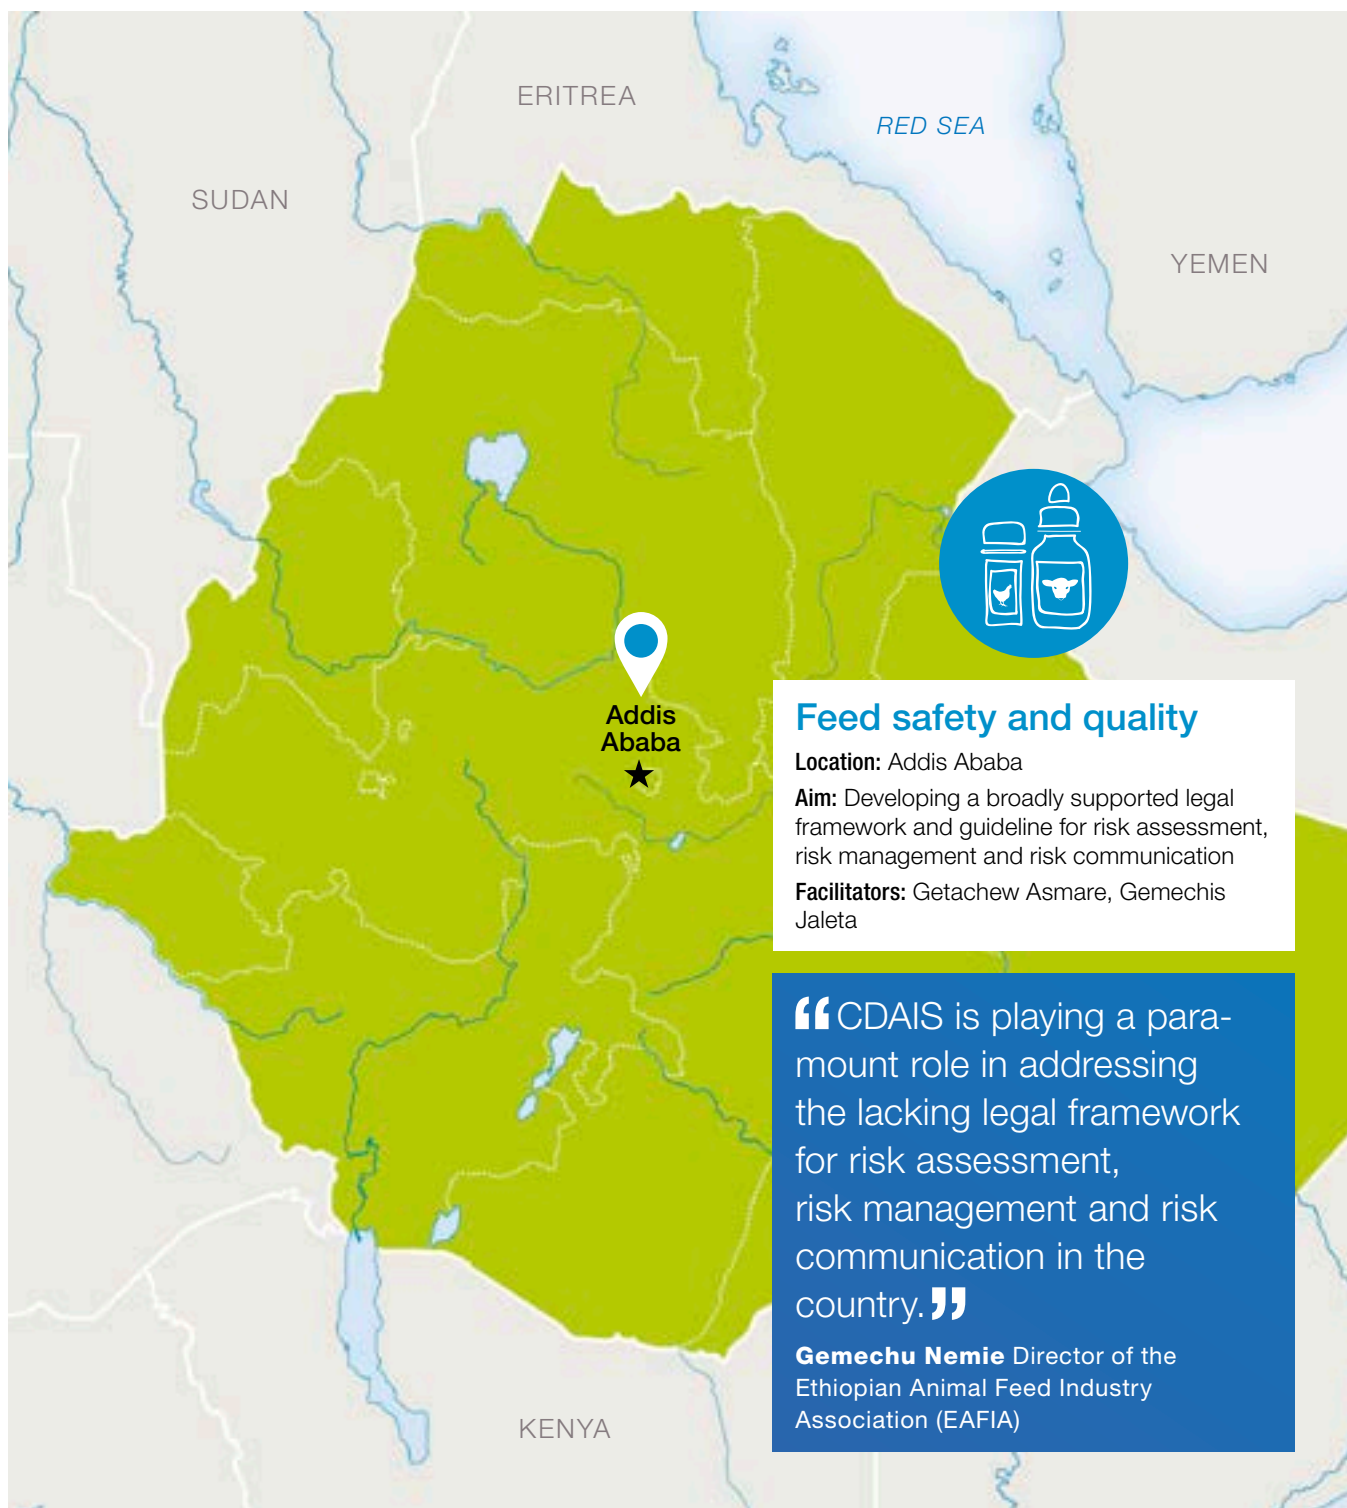 ERITREA
RED SEA
SUDAN
YEMEN
Addis
Ababa
Feed safety and quality
Location: Addis Ababa
Aim: Developing a broadly supported legal
framework and guideline for risk assessment,
risk management and risk communication
Facilitators: Getachew Asmare, Gemechis
Jaleta
“CDAIS is playing a para-
mount role in addressing
the lacking legal framework
for risk assessment,
risk management and risk
communication in the
country.”
Gemechu Nemie Director of the
Ethiopian Animal Feed Industry
Association (EAFIA)
KENYA